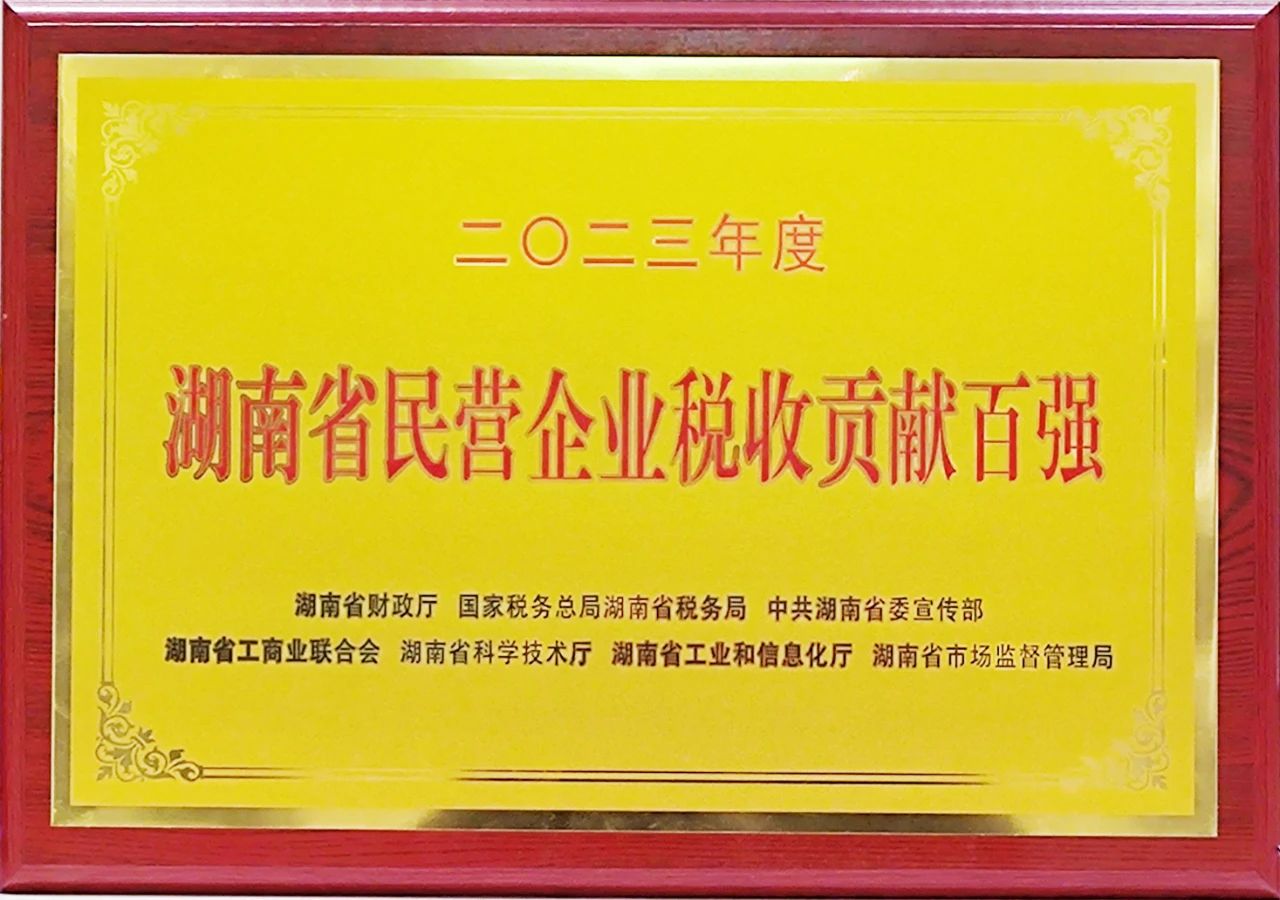 二〇二三年度
湖南省民营企业税收贡献百强
湖南省财政厅 国家税务总局湖南省税务局 中共湖南省委宣传部
湖南省工商业联合会 湖南省科学技术厅 湖南省工业和信息化厅 湖南省市场监督管理局